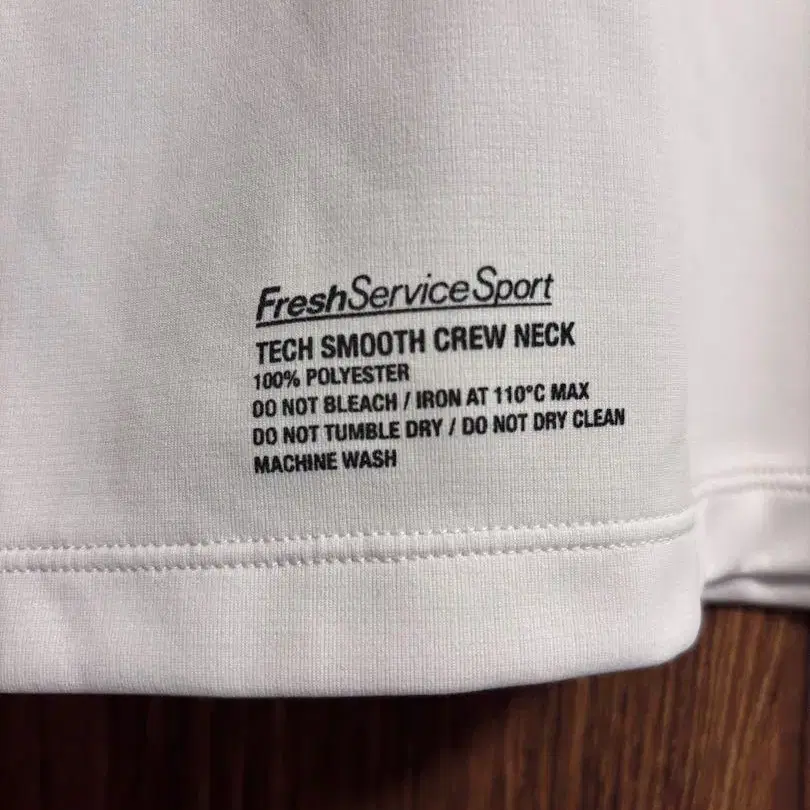 FreshServiceSport
TECH SMOOTH CREW NECK
100% POLYESTER
DO NOT BLEACH / IRON AT 110°C MAX
DO NOT TUMBLE DRY / DO NOT DRY CLEAN
MACHINE WASH